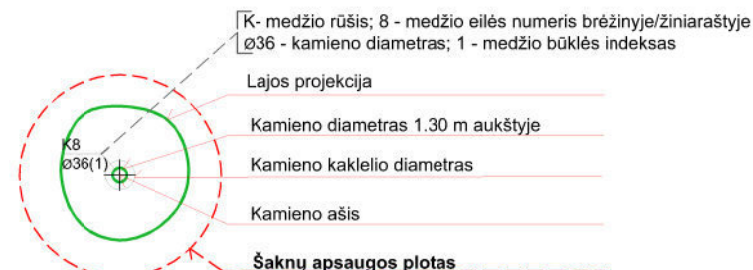 K- medžio rūšis; 8 - medžio eilės numeris brėžinyje/žiniaraštyje
ø36 - kamieno diametras; 1 - medžio būklės indeksas
Lajos projekcija
Kamieno diametras 1.30 m aukštyje
K8
ø36(1)
Kamieno kaklelio diametras
Kamieno ašis
Šaknų apsaugos plotas